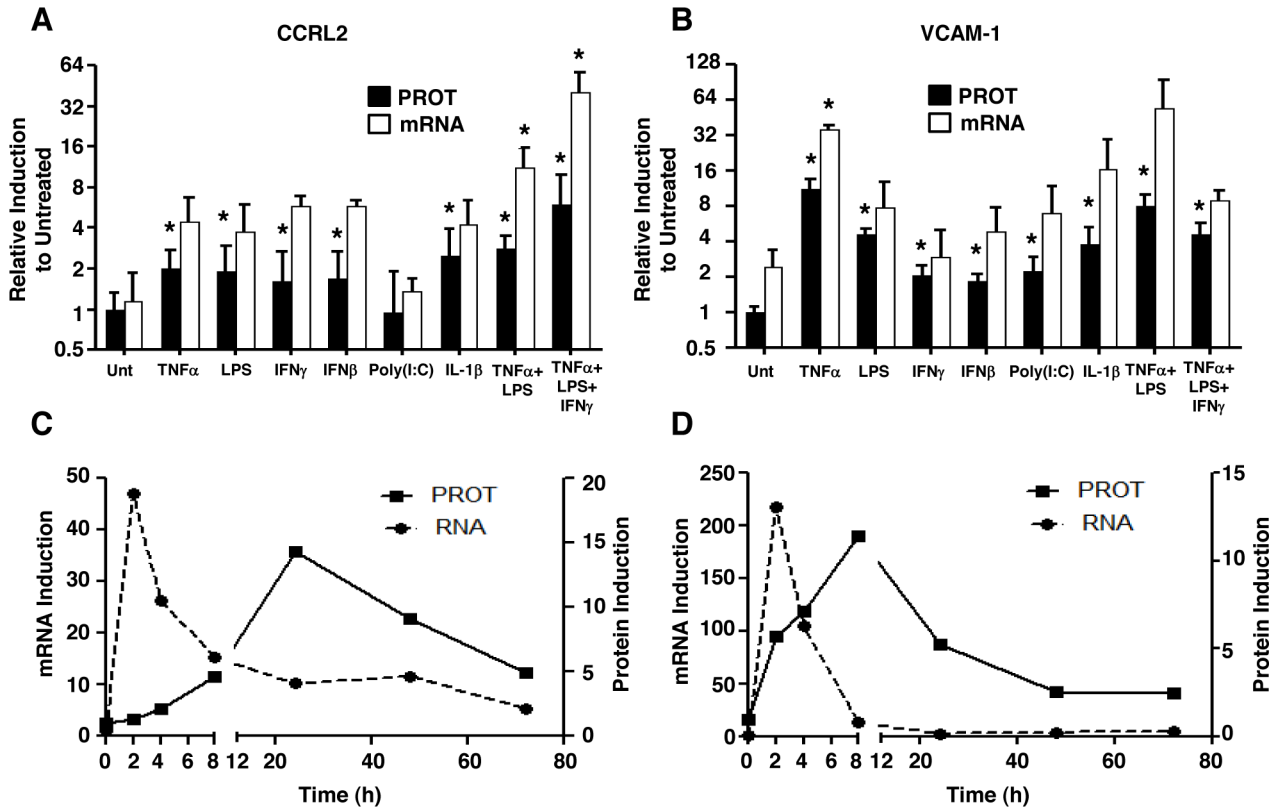 A
CCRL2
Relative Induction
to Untreated
64
32
16
8
4
2
1
0.5
PROT
mRNA
* * * * * * *
Unt TNFα LPS IFNγ IFNβ Poly(I:C) IL-1β TNFα+ TNFα+
LPS LPS+
IFNγ
B
VCAM-1
Relative Induction
to Untreated
128
64
32
16
8
4
2
1
0.5
PROT
mRNA
* * * * * * * * *
Unt TNFα LPS IFNγ IFNβ Poly(I:C) IL-1β TNFα+ TNFα+
LPS LPS+
IFNγ
C
mRNA Induction
50
40
30
20
10
0
PROT
RNA
20
15
10
5
0
Protein Induction
0 2 4 6 8 12 20 40 60 80
Time (h)
D
mRNA Induction
250
200
150
100
50
0
PROT
RNA
15
10
5
0
Protein Induction
0 2 4 6 8 12 20 40 60 80
Time (h)